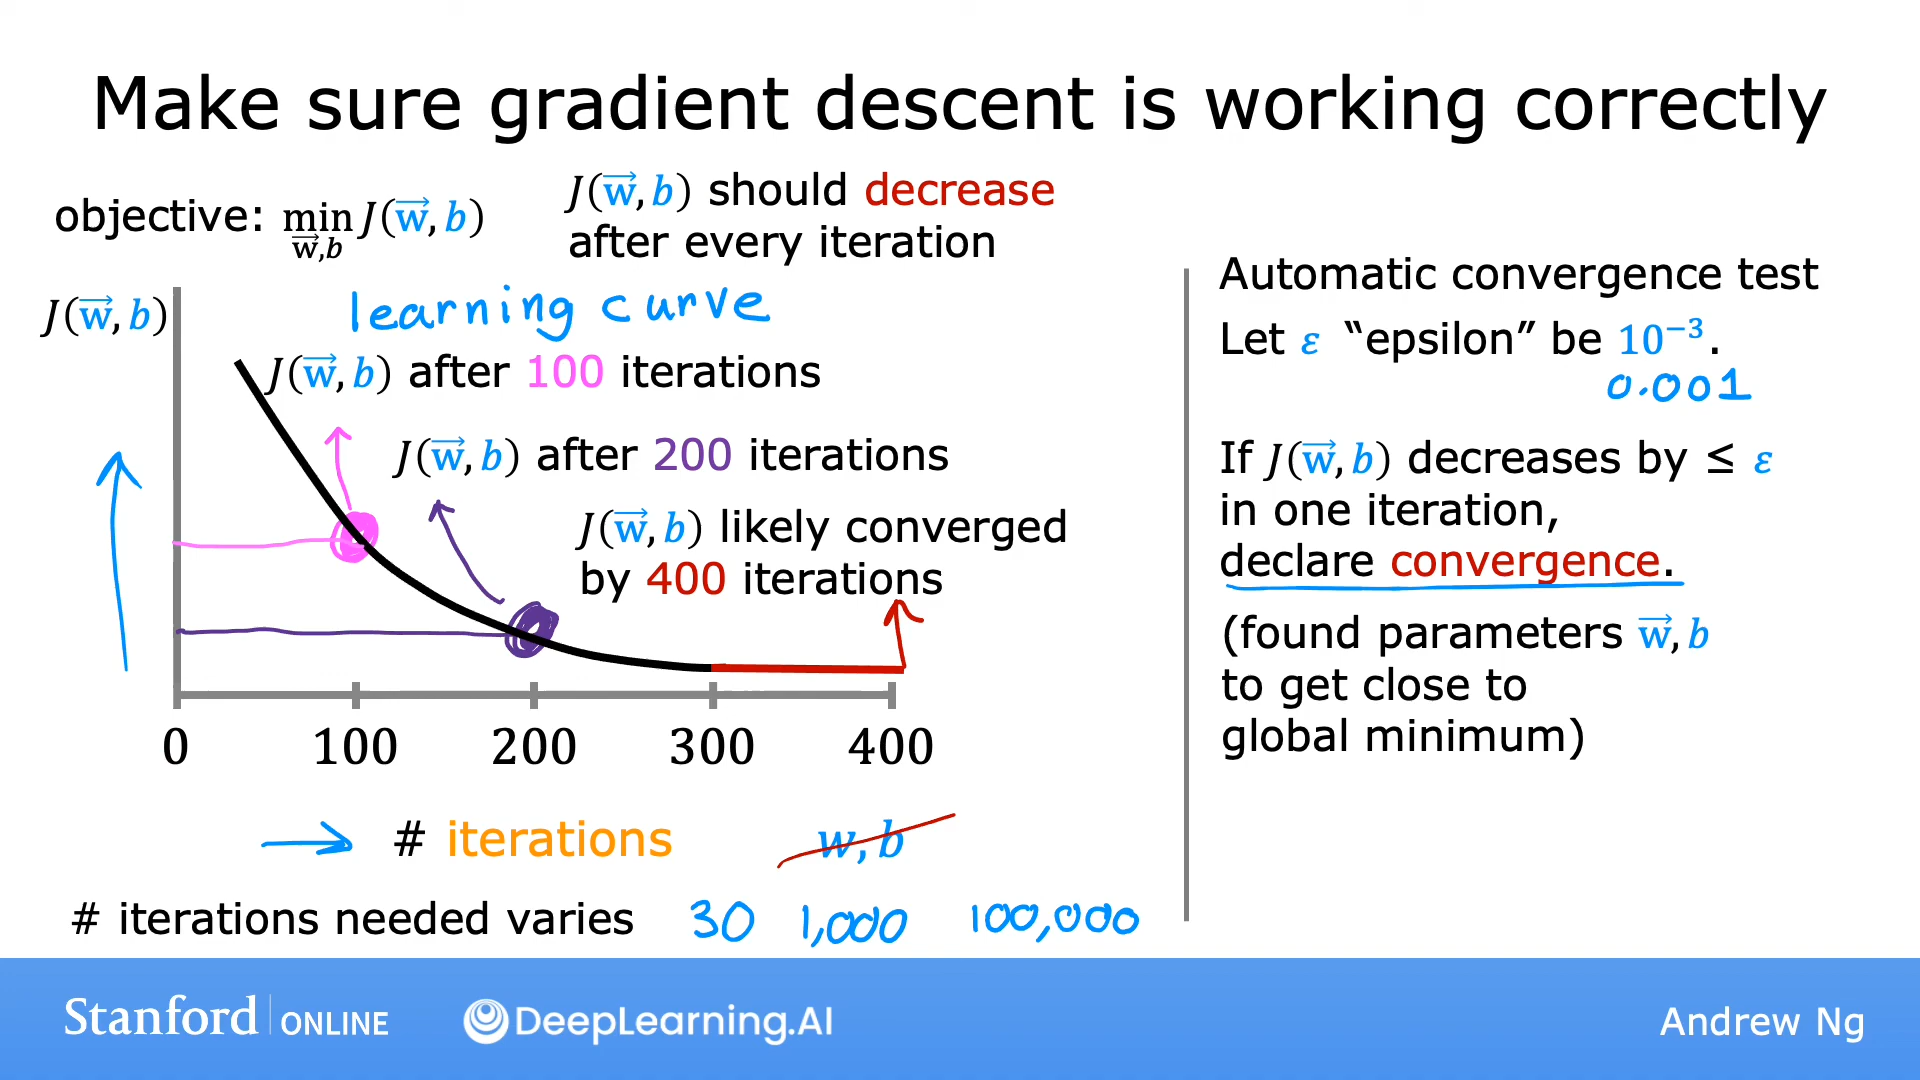 Make sure gradient descent is working correctly
objective: min J(w⃗, b)
w⃗,b
J(w⃗, b) should decrease
after every iteration
J(w⃗, b)
learning curve
J(w⃗, b) after 100 iterations
J(w⃗, b) after 200 iterations
J(w⃗, b) likely converged
by 400 iterations
0 100 200 300 400
# iterations
w, b
# iterations needed varies 30 1,000 100,000
Automatic convergence test
Let ε “epsilon” be 10⁻³.
0.001
If J(w⃗, b) decreases by ≤ ε
in one iteration,
declare convergence.
(found parameters w⃗, b
to get close to
global minimum)
Stanford ONLINE
DeepLearning.AI
Andrew Ng